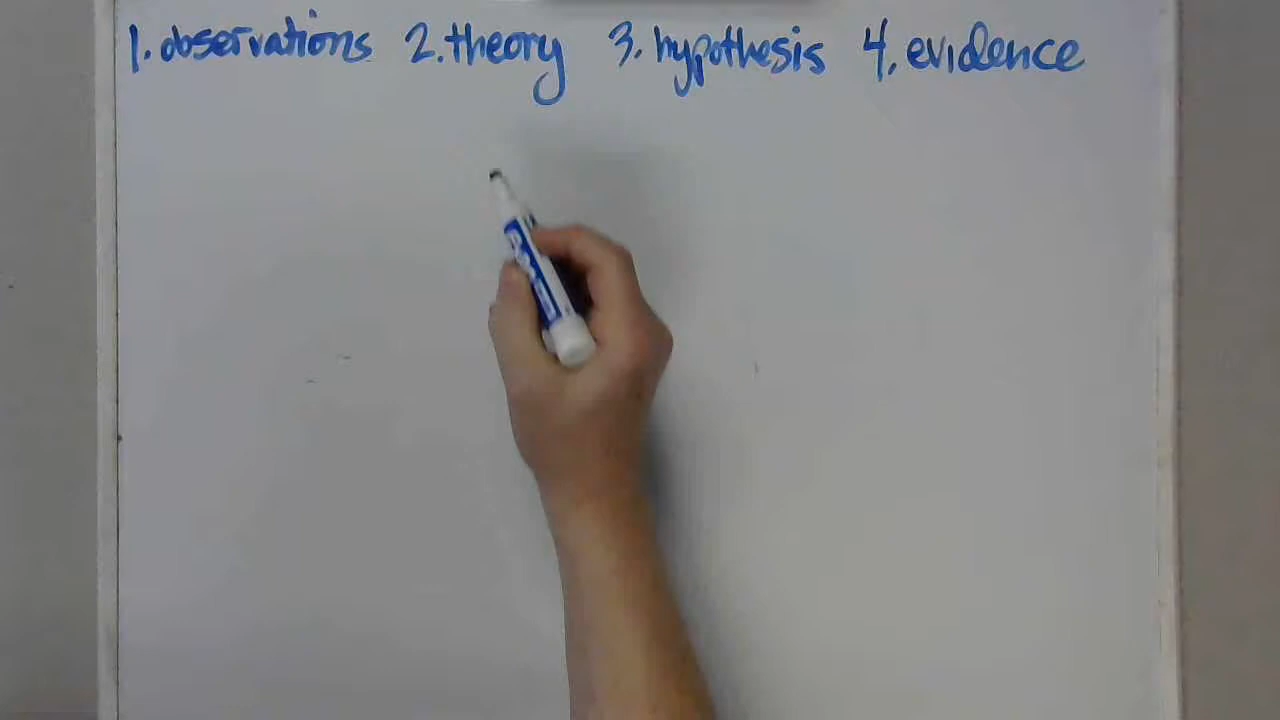 1. observations 2. theory 3. hypothesis 4. evidence